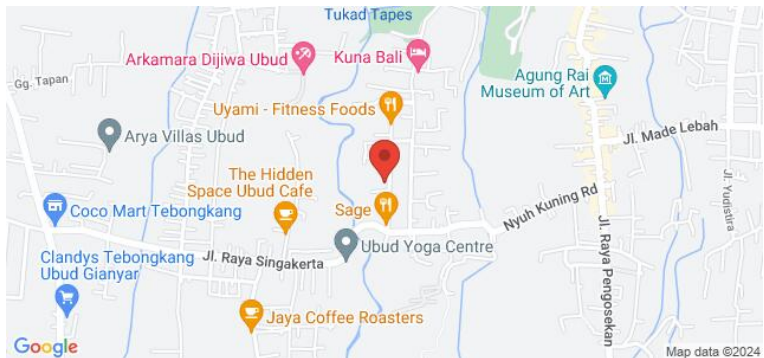 Tukad Tapes
Arkamara Dijiwa Ubud
Kuna Bali
Gg. Tapan
Agung Rai
Museum of Art
Uyami - Fitness Foods
Arya Villas Ubud
Jl. Made Lebah
The Hidden
Space Ubud Cafe
Jl. Yudistira
Coco Mart Tebongkang
Sage
Nyuh Kuning Rd
Jl. Raya Pengosekan
Ubud Yoga Centre
Clandys Tebongkang
Ubud Gianyar
Jl. Raya Singakerta
Jaya Coffee Roasters
Google
Map data ©2024